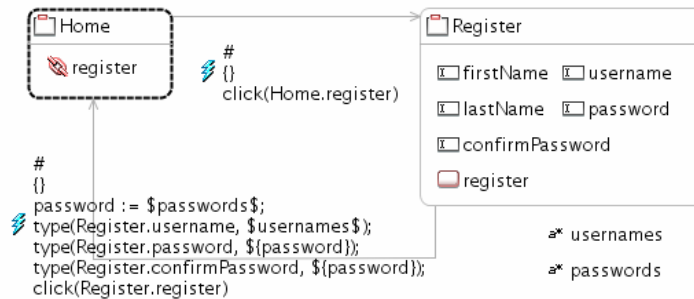 Home
register
#
{}
click(Home.register)
Register
firstName username
lastName password
confirmPassword
register
#
{}
password := $passwords$;
type(Register.username, $usernames$);
type(Register.password, ${password});
type(Register.confirmPassword, ${password});
click(Register.register)
a* usernames
a* passwords